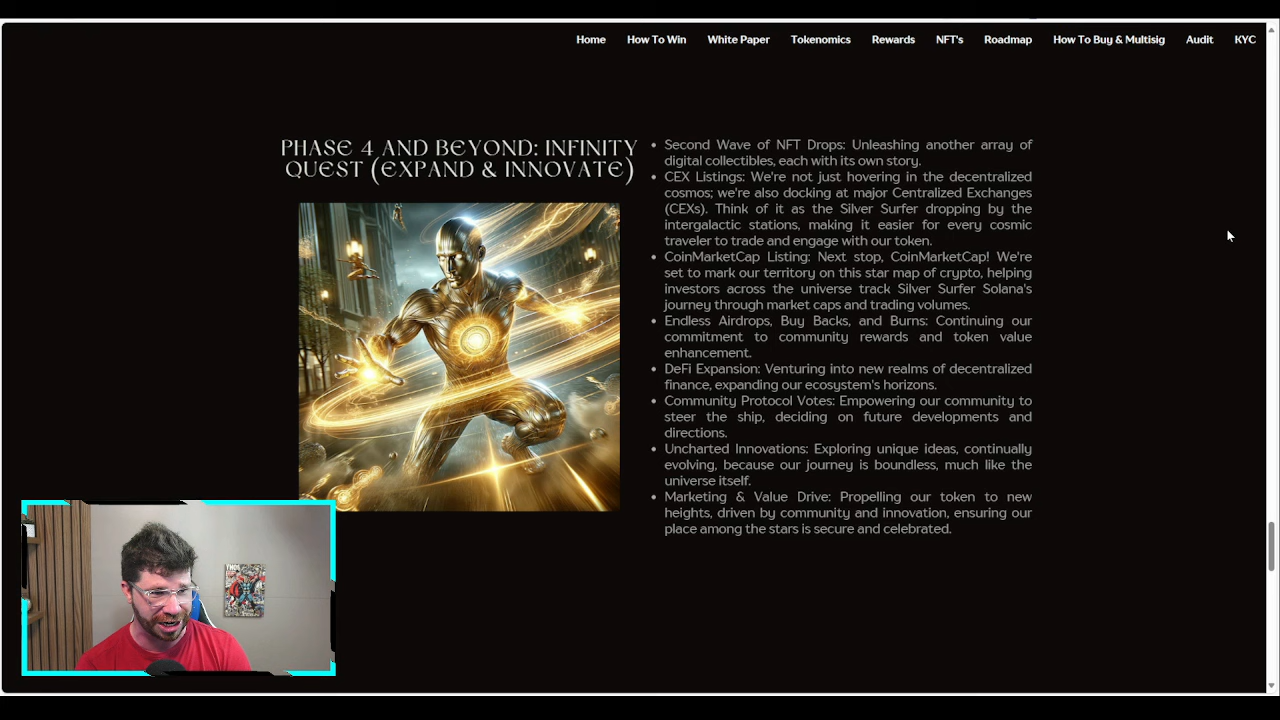 Home How To Win White Paper Tokenomics Rewards NFT's Roadmap How To Buy & Multisig Audit KYC
PHASE 4 AND BEYOND: INFINITY
QUEST (EXPAND & INNOVATE)
• Second Wave of NFT Drops: Unleashing another array of
digital collectibles, each with its own story.
• CEX Listings: We're not just hovering in the decentralized
cosmos; we're also docking at major Centralized Exchanges
(CEXs). Think of it as the Silver Surfer dropping by the
intergalactic stations, making it easier for every cosmic
traveler to trade and engage with our token.
• CoinMarketCap Listing: Next stop, CoinMarketCap! We're
set to mark our territory on this star map of crypto, helping
investors across the universe track Silver Surfer Solana's
journey through market caps and trading volumes.
• Endless Airdrops, Buy Backs, and Burns: Continuing our
commitment to community rewards and token value
enhancement.
• DeFi Expansion: Venturing into new realms of decentralized
finance, expanding our ecosystem's horizons.
• Community Protocol Votes: Empowering our community to
steer the ship, deciding on future developments and
directions.
• Uncharted Innovations: Exploring unique ideas, continually
evolving, because our journey is boundless, much like the
universe itself.
• Marketing & Value Drive: Propelling our token to new
heights, driven by community and innovation, ensuring our
place among the stars is secure and celebrated.